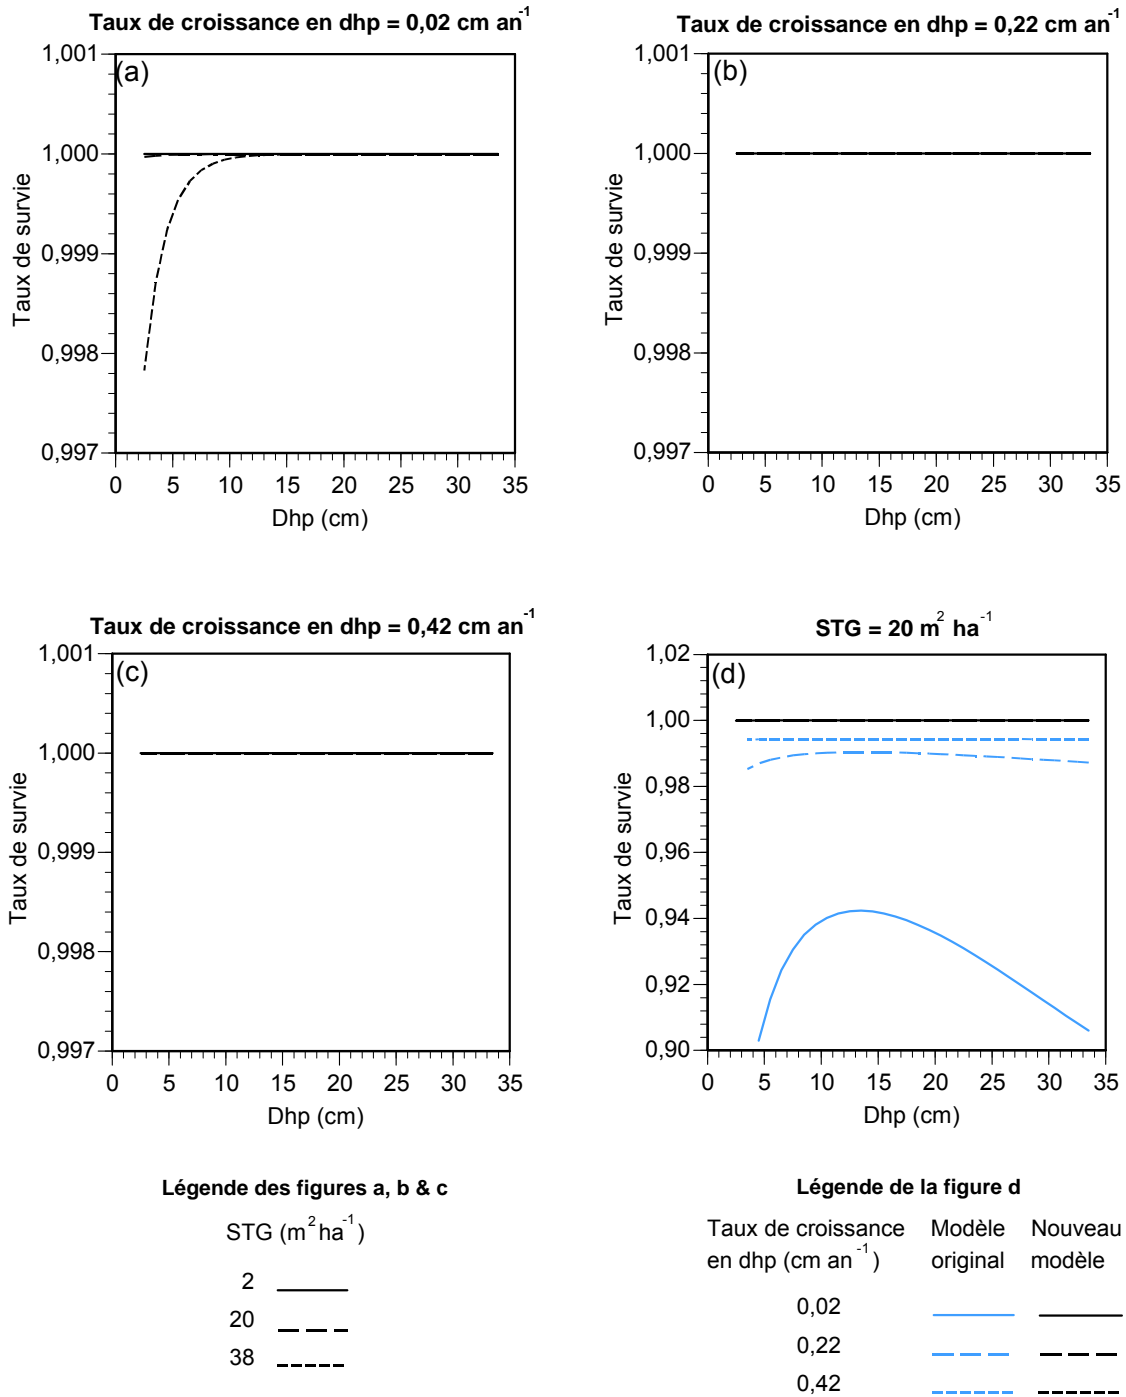 Taux de croissance en dhp = 0,02 cm an-1
(a)
1,001
1,000
0,999
0,998
0,997
Taux de survie
0 5 10 15 20 25 30 35
Dhp (cm)
Taux de croissance en dhp = 0,22 cm an-1
(b)
1,001
1,000
0,999
0,998
0,997
Taux de survie
0 5 10 15 20 25 30 35
Dhp (cm)
Taux de croissance en dhp = 0,42 cm an-1
(c)
1,001
1,000
0,999
0,998
0,997
Taux de survie
0 5 10 15 20 25 30 35
Dhp (cm)
STG = 20 m2 ha-1
(d)
1,02
1,00
0,98
0,96
0,94
0,92
0,90
Taux de survie
0 5 10 15 20 25 30 35
Dhp (cm)
Légende des figures a, b & c
STG (m2 ha-1)
2
20
38
Légende de la figure d
Taux de croissance Modèle Nouveau
en dhp (cm an-1) original modèle
0,02
0,22
0,42